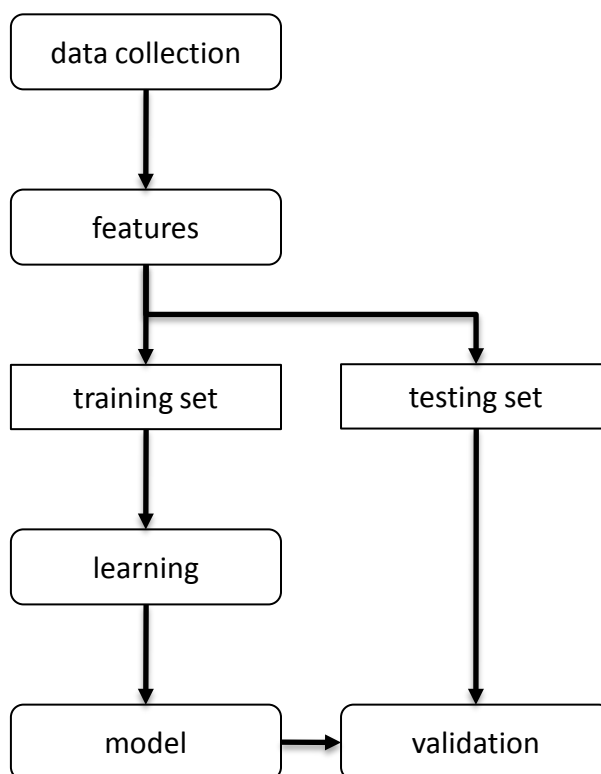 data collection
features
training set
testing set
learning
model
validation